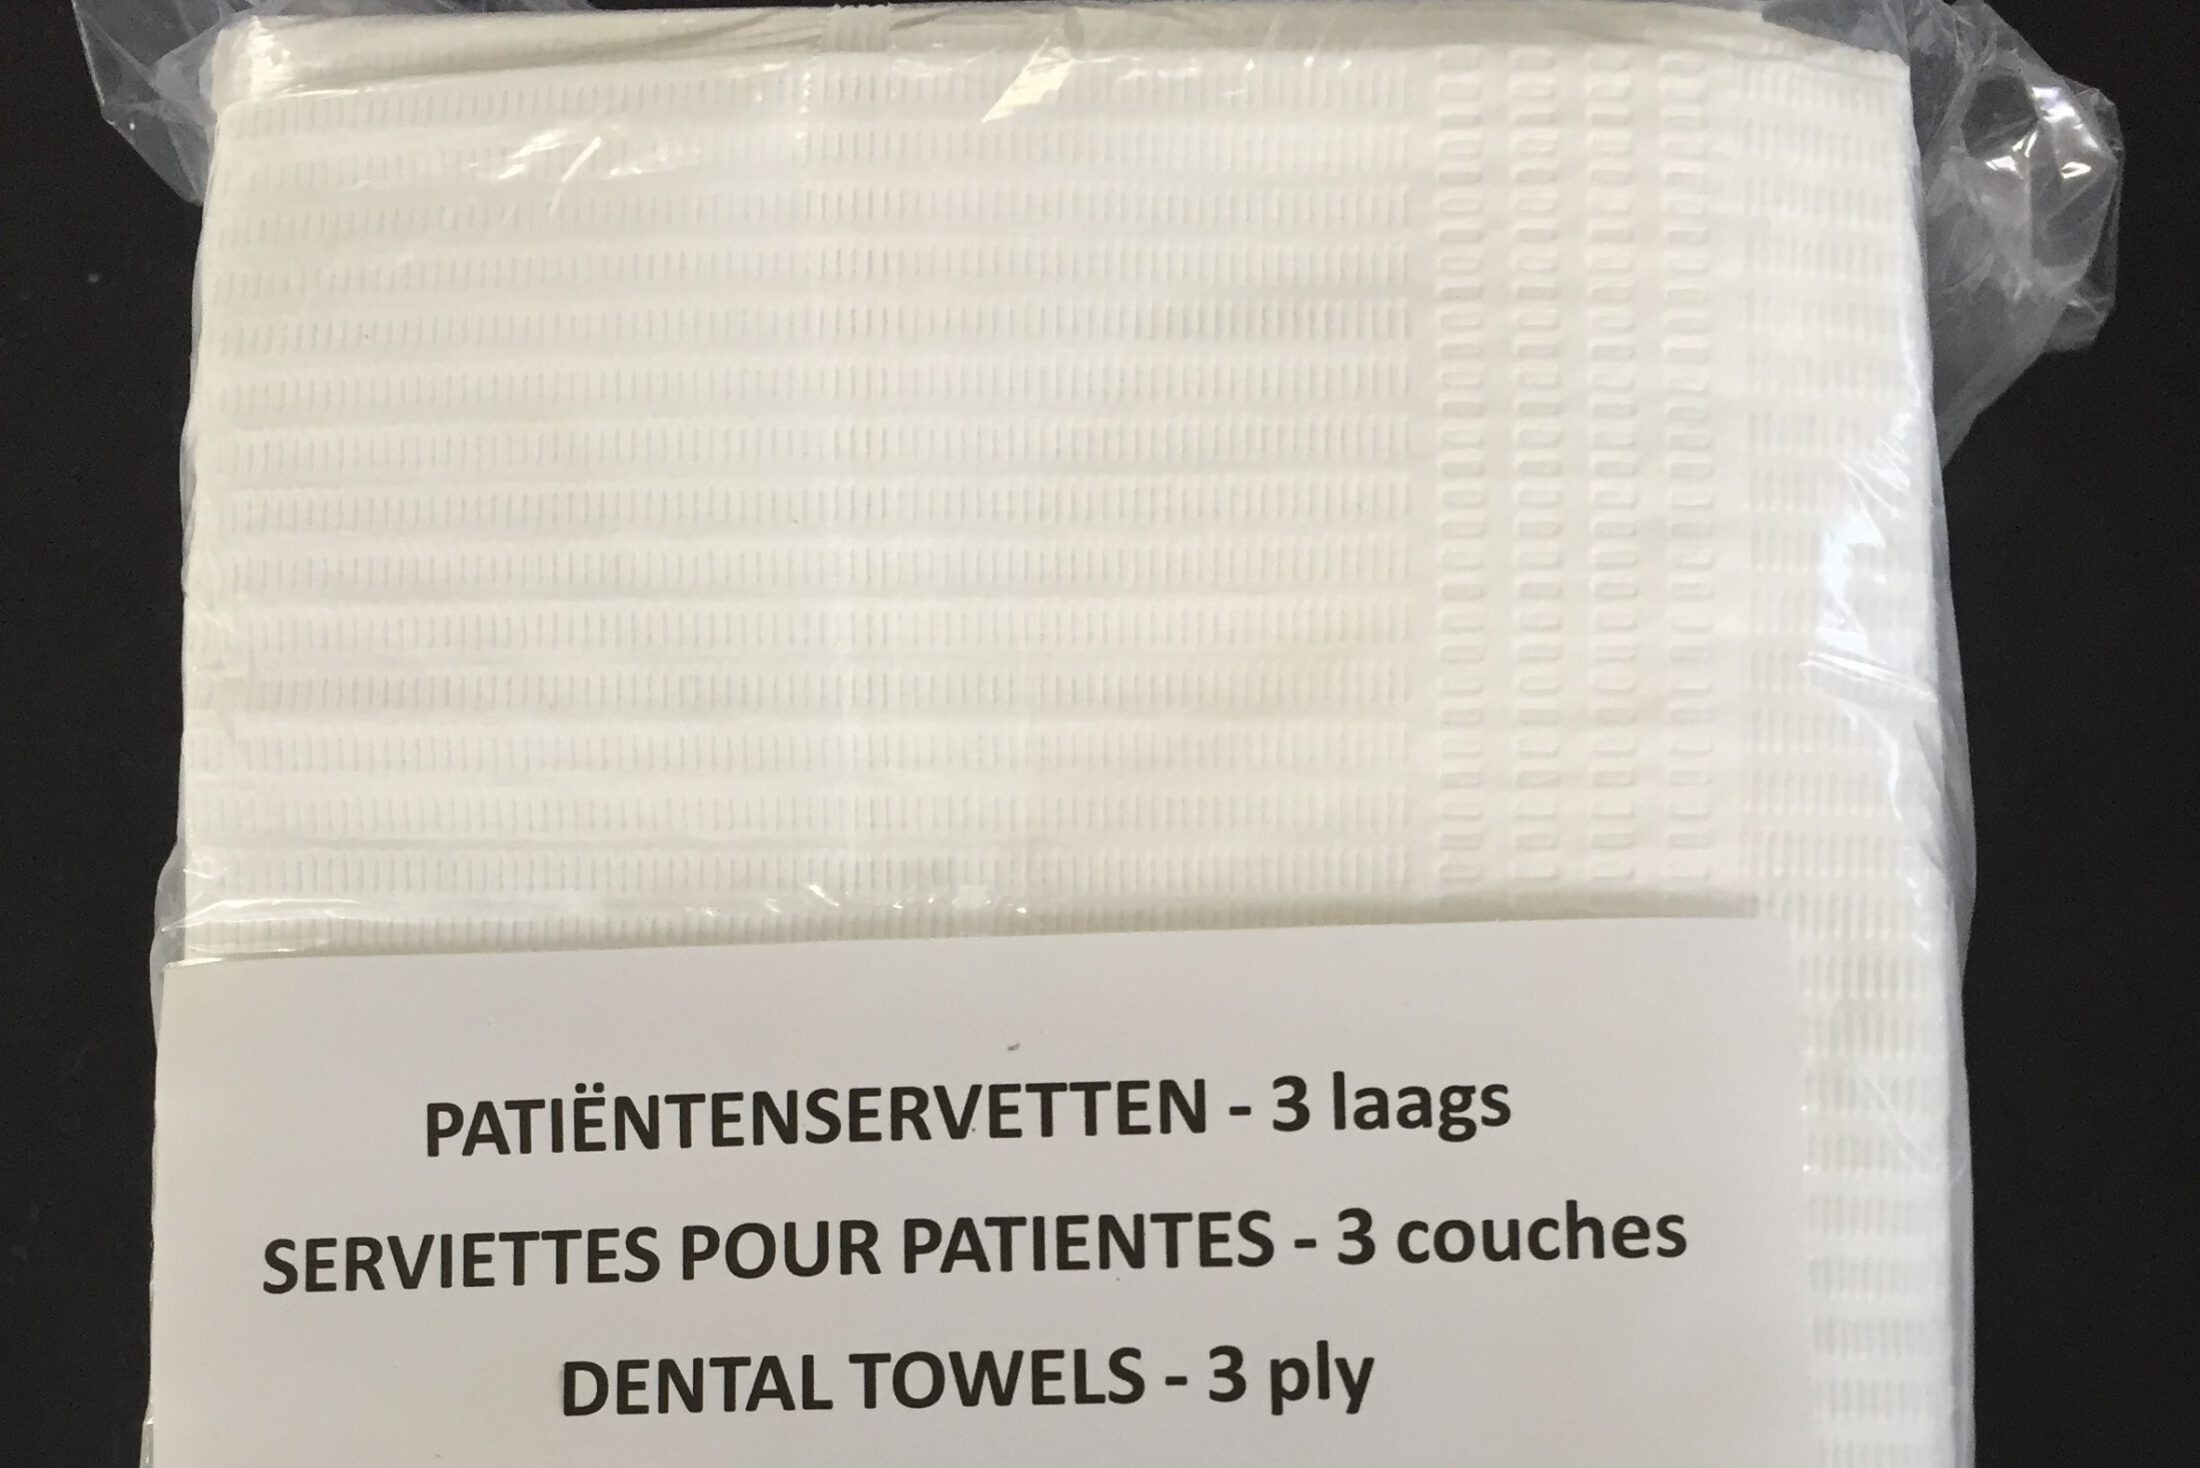 PATIËNTENSERVETTEN - 3 laags
SERVIETTES POUR PATIENTES - 3 couches
DENTAL TOWELS - 3 ply